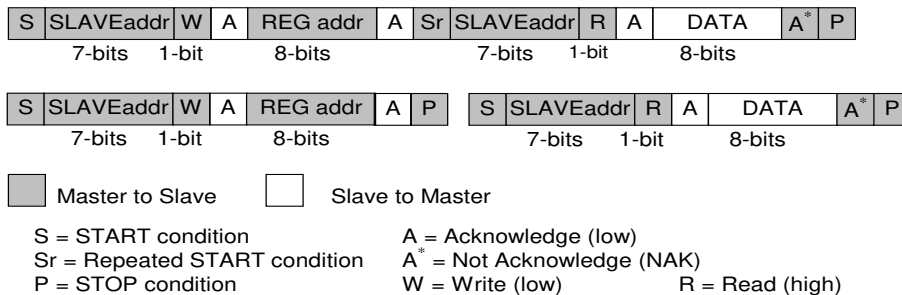 S SLAVEaddr W A REG addr A Sr SLAVEaddr R A DATA A* P
7-bits 1-bit 8-bits 7-bits 1-bit 8-bits
S SLAVEaddr W A REG addr A P S SLAVEaddr R A DATA A* P
7-bits 1-bit 8-bits 7-bits 1-bit 8-bits
Master to Slave Slave to Master
S = START condition A = Acknowledge (low)
Sr = Repeated START condition A* = Not Acknowledge (NAK)
P = STOP condition W = Write (low) R = Read (high)